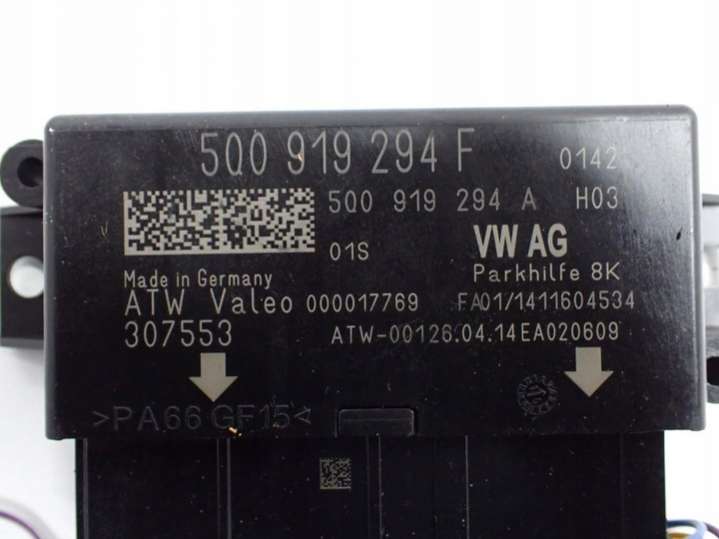 5Q0 919 294 F 0142
5Q0 919 294 A H03
01S VW AG
Made in Germany Parkhilfe 8K
ATW Valeo 000017769 FA01/1411604534
307553 ATW-00126.04.14EA020609
>PA66 GF15<